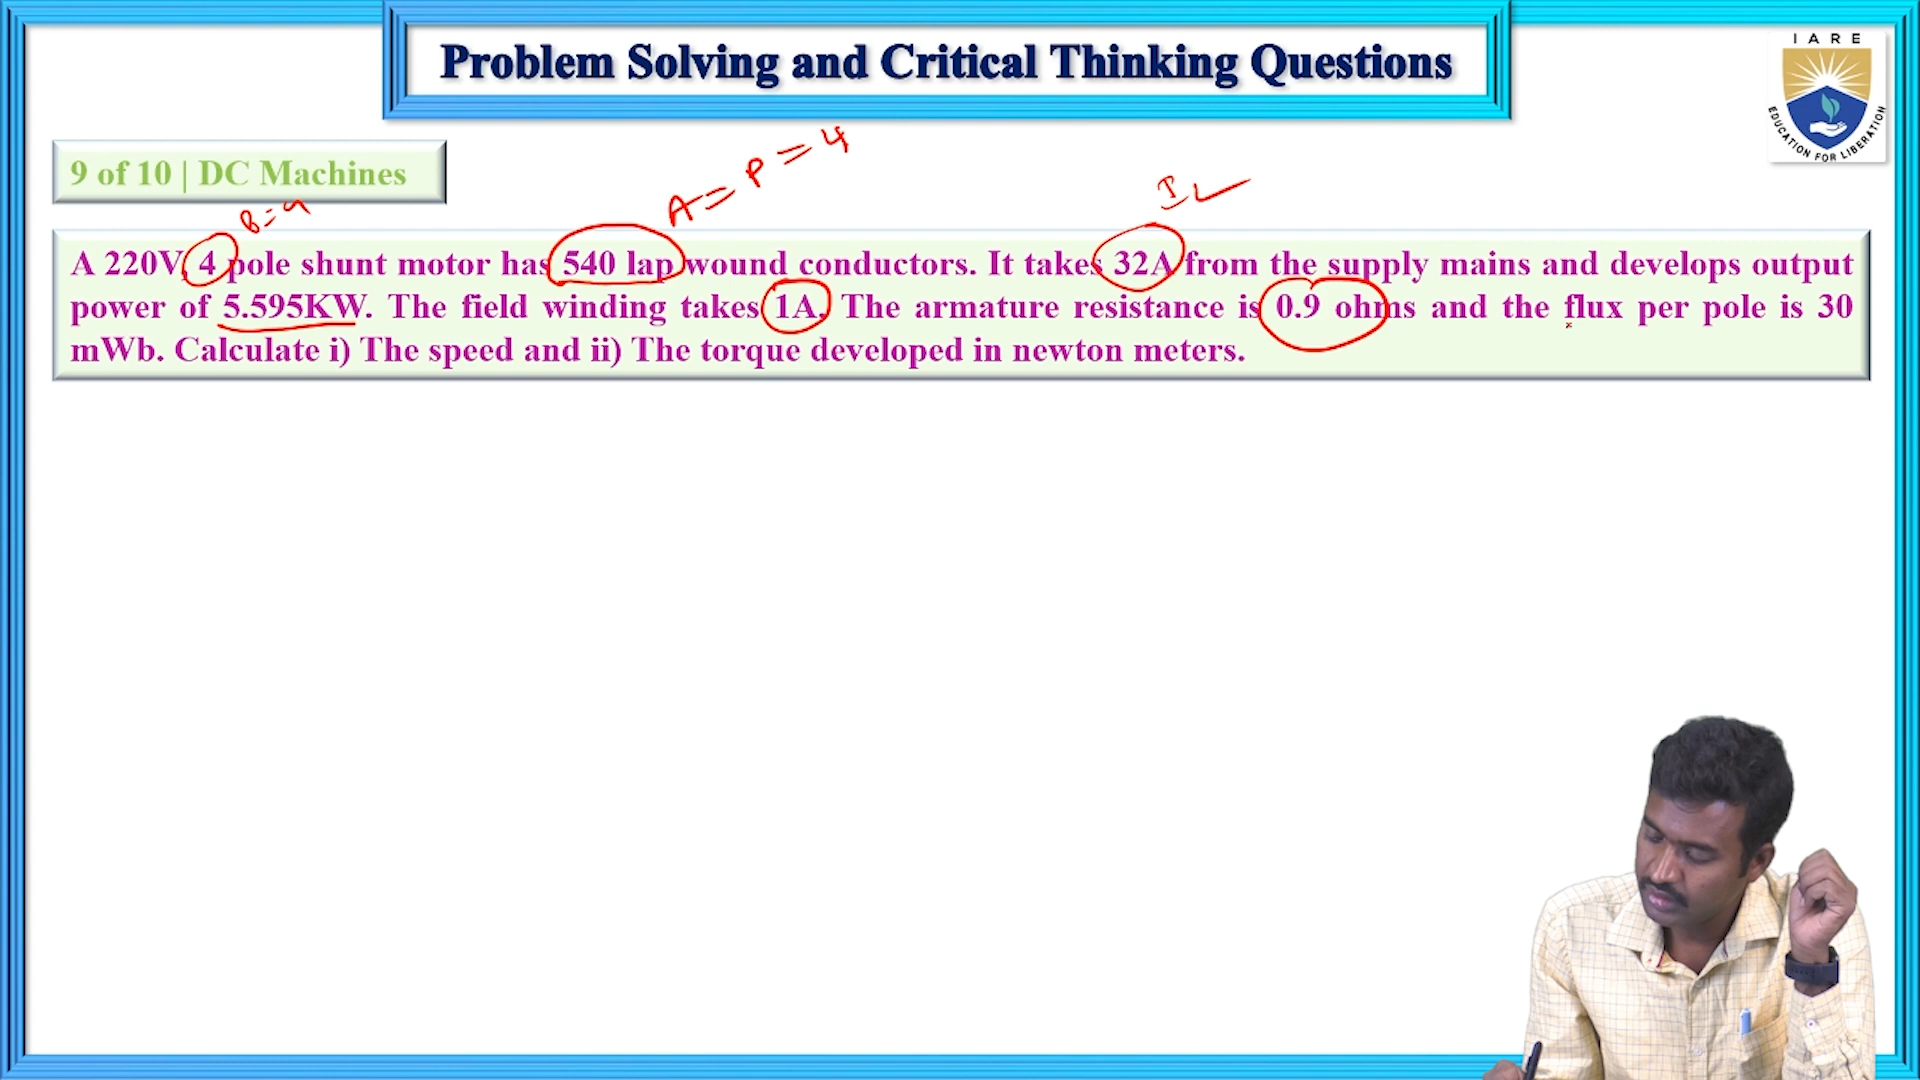 Problem Solving and Critical Thinking Questions
I A R E
EDUCATION FOR LIBERATION
9 of 10 | DC Machines
A = P = 4
IL
A 220V, 4 pole shunt motor has 540 lap wound conductors. It takes 32A from the supply mains and develops output
power of 5.595KW. The field winding takes 1A. The armature resistance is 0.9 ohms and the flux per pole is 30
mWb. Calculate i) The speed and ii) The torque developed in newton meters.